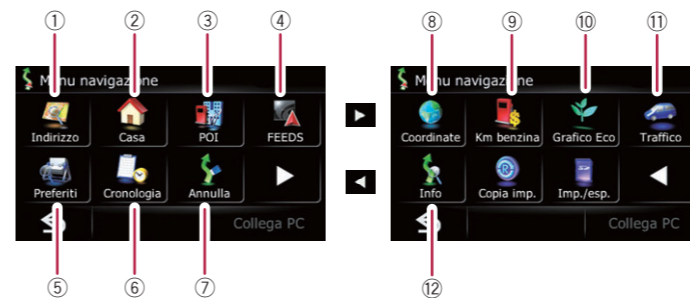 ① ② ③ ④ ⑧ ⑨ ⑩ ⑪
Menu navigazione
Indirizzo Casa POI FEEDS
Preferiti Cronologia Annulla
Collega PC
Menu navigazione
Coordinate Km benzina Grafico Eco Traffico
Info Copia imp. Imp./esp.
Collega PC
⑤ ⑥ ⑦ ⑫